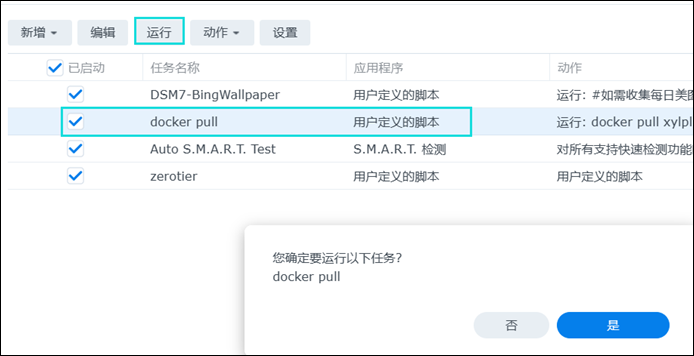 新增 编辑 运行 动作 设置
已启动 任务名称 应用程序 动作
DSM7-BingWallpaper 用户定义的脚本 运行: #如需收集每日美图
docker pull 用户定义的脚本 运行: docker pull xylpl
Auto S.M.A.R.T. Test S.M.A.R.T. 检测 对所有支持快速检测功能
zerotier 用户定义的脚本 用户定义的脚本
您确定要运行以下任务?
docker pull
否 是